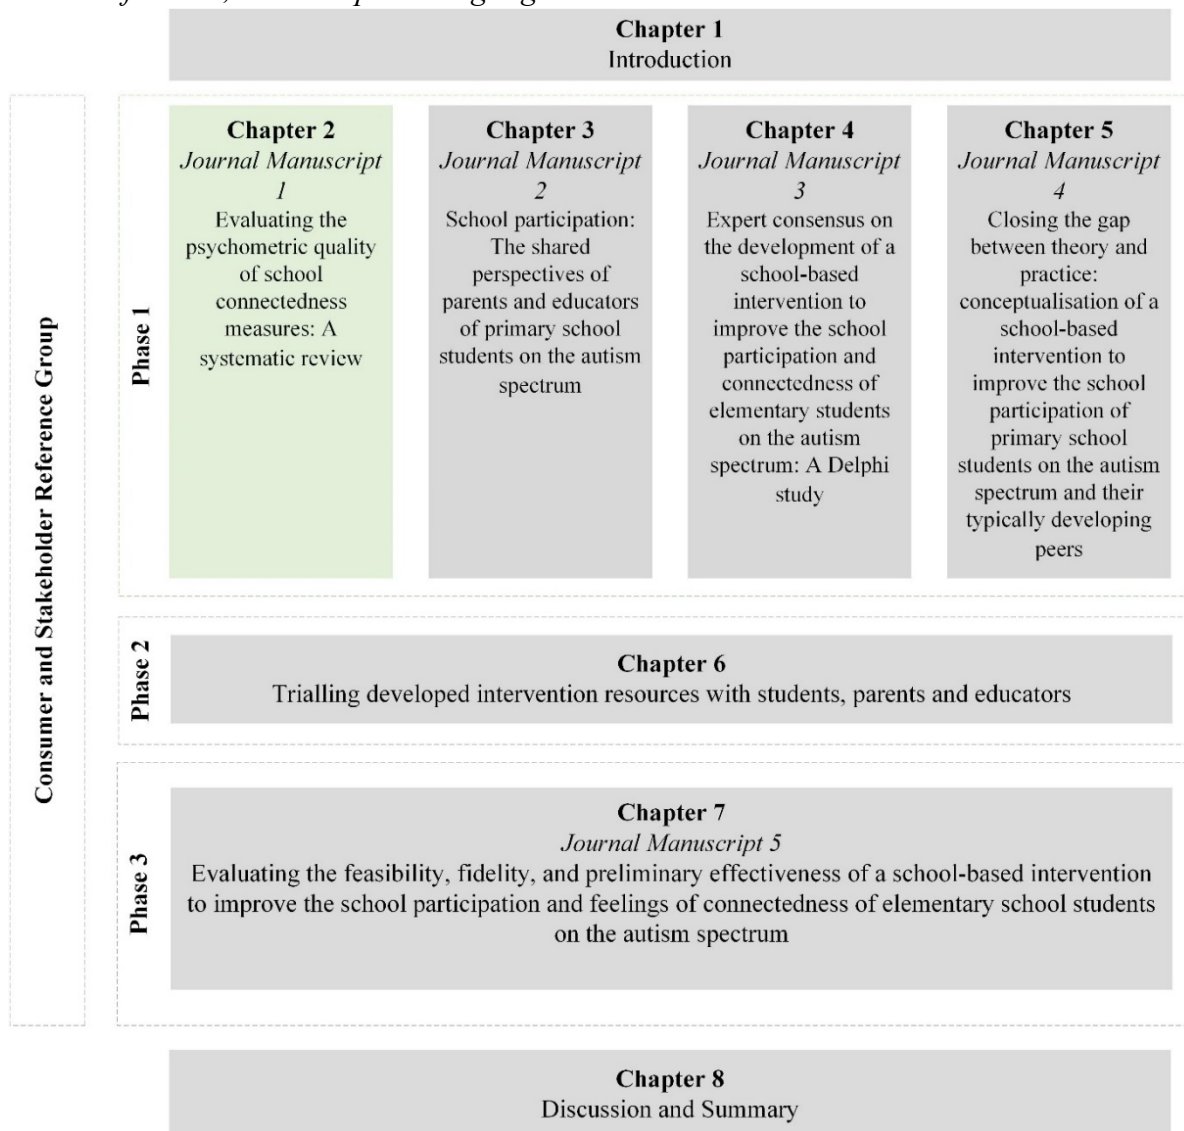 Chapter 1
Introduction
Consumer and Stakeholder Reference Group
Phase 1
Chapter 2
Journal Manuscript
1
Evaluating the
psychometric quality
of school
connectedness
measures: A
systematic review
Chapter 3
Journal Manuscript
2
School participation:
The shared
perspectives of
parents and educators
of primary school
students on the autism
spectrum
Chapter 4
Journal Manuscript
3
Expert consensus on
the development of a
school-based
intervention to
improve the school
participation and
connectedness of
elementary students
on the autism
spectrum: A Delphi
study
Chapter 5
Journal Manuscript
4
Closing the gap
between theory and
practice:
conceptualisation of a
school-based
intervention to
improve the school
participation of
primary school
students on the autism
spectrum and their
typically developing
peers
Phase 2
Chapter 6
Trialling developed intervention resources with students, parents and educators
Phase 3
Chapter 7
Journal Manuscript 5
Evaluating the feasibility, fidelity, and preliminary effectiveness of a school-based intervention
to improve the school participation and feelings of connectedness of elementary school students
on the autism spectrum
Chapter 8
Discussion and Summary